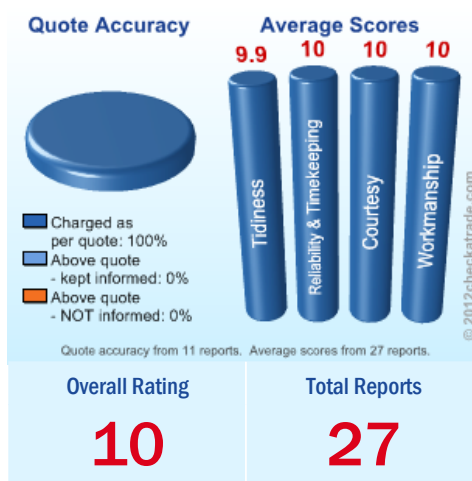 Quote Accuracy
Average Scores
9.9 10 10 10
Tidiness
Reliability & Timekeeping
Courtesy
Workmanship
Charged as
per quote: 100%
Above quote
- kept informed: 0%
Above quote
- NOT informed: 0%
© 2012checkatrade.com
Quote accuracy from 11 reports. Average scores from 27 reports.
Overall Rating
10
Total Reports
27